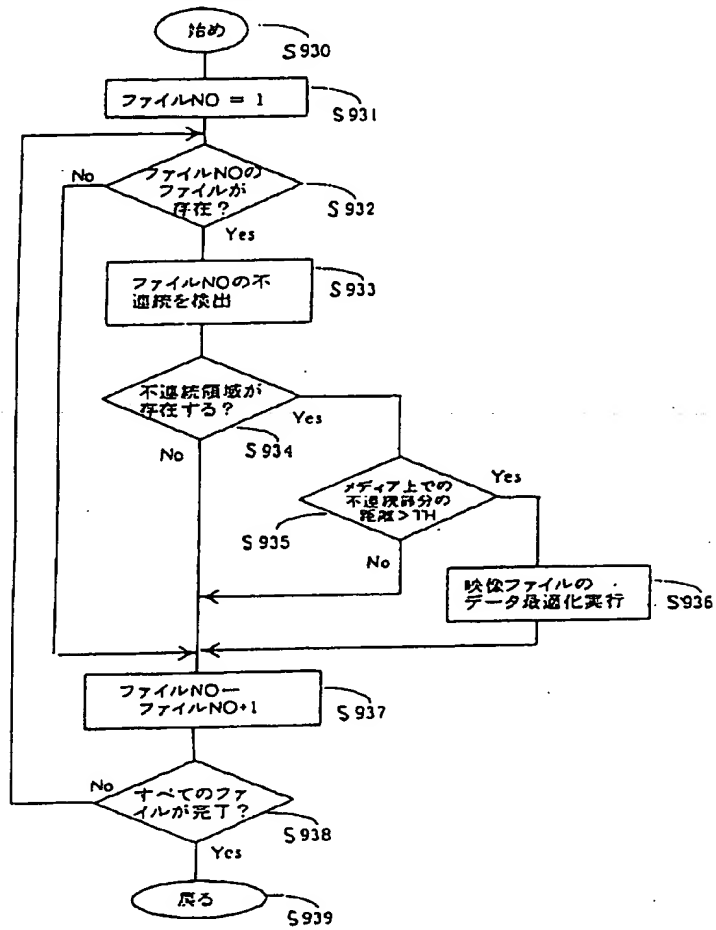 始め
S930
ファイルNO = 1
S931
No
ファイルNOの
ファイルが
存在?
S932
Yes
ファイルNOの不
連続を検出
S933
不連続領域が
存在する?
Yes
No
S934
メディア上での
不連続部分の
距離>TH
Yes
S935
No
映像ファイルの
データ最適化実行
S936
ファイルNO—
ファイルNO+1
S937
No
すべてのファ
イルが完了?
S938
Yes
戻る
S939